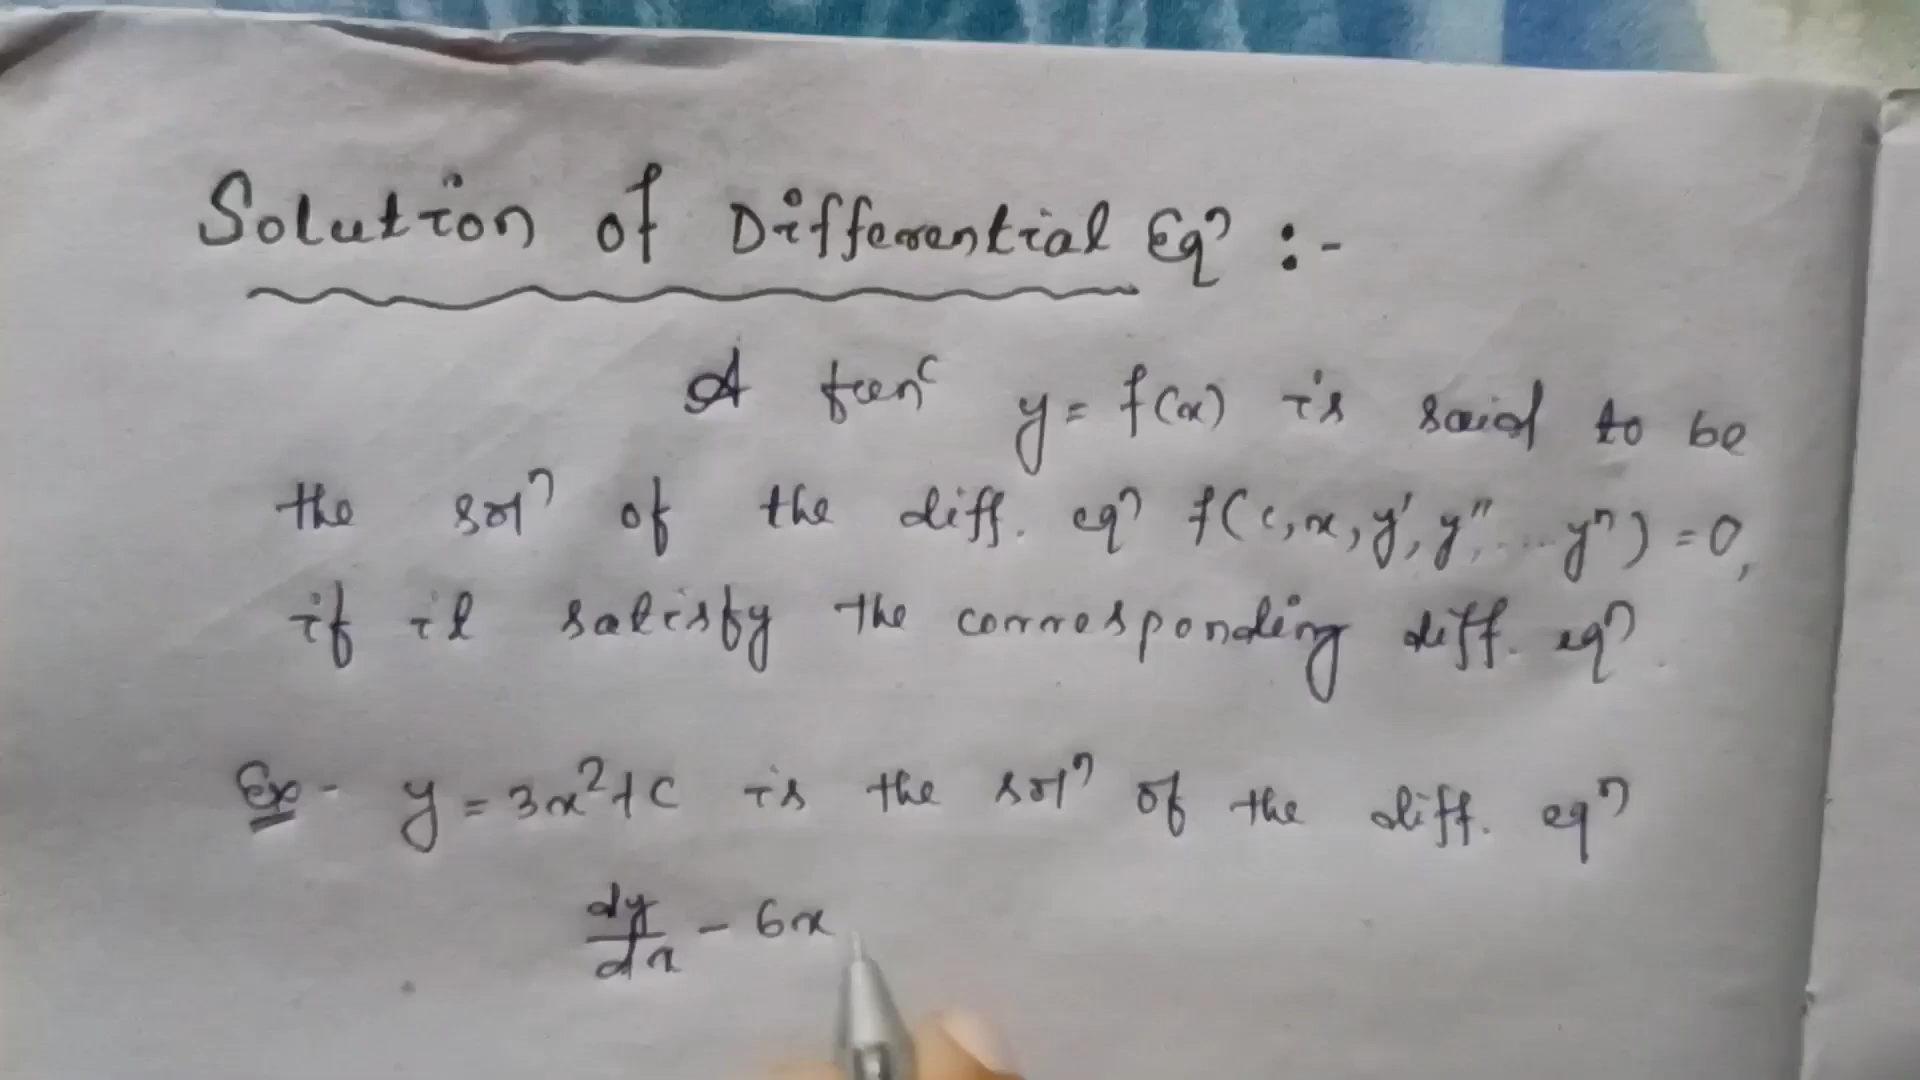 Solution of Differential Eqⁿ :-
A funᶜ y = f(x) is said to be
the solⁿ of the diff. eqⁿ f(c, x, y', y'', ... yⁿ) = 0,
if it satisfy the corresponding diff. eqⁿ.
Ex - y = 3x² + c is the solⁿ of the diff. eqⁿ
dy/dx - 6x